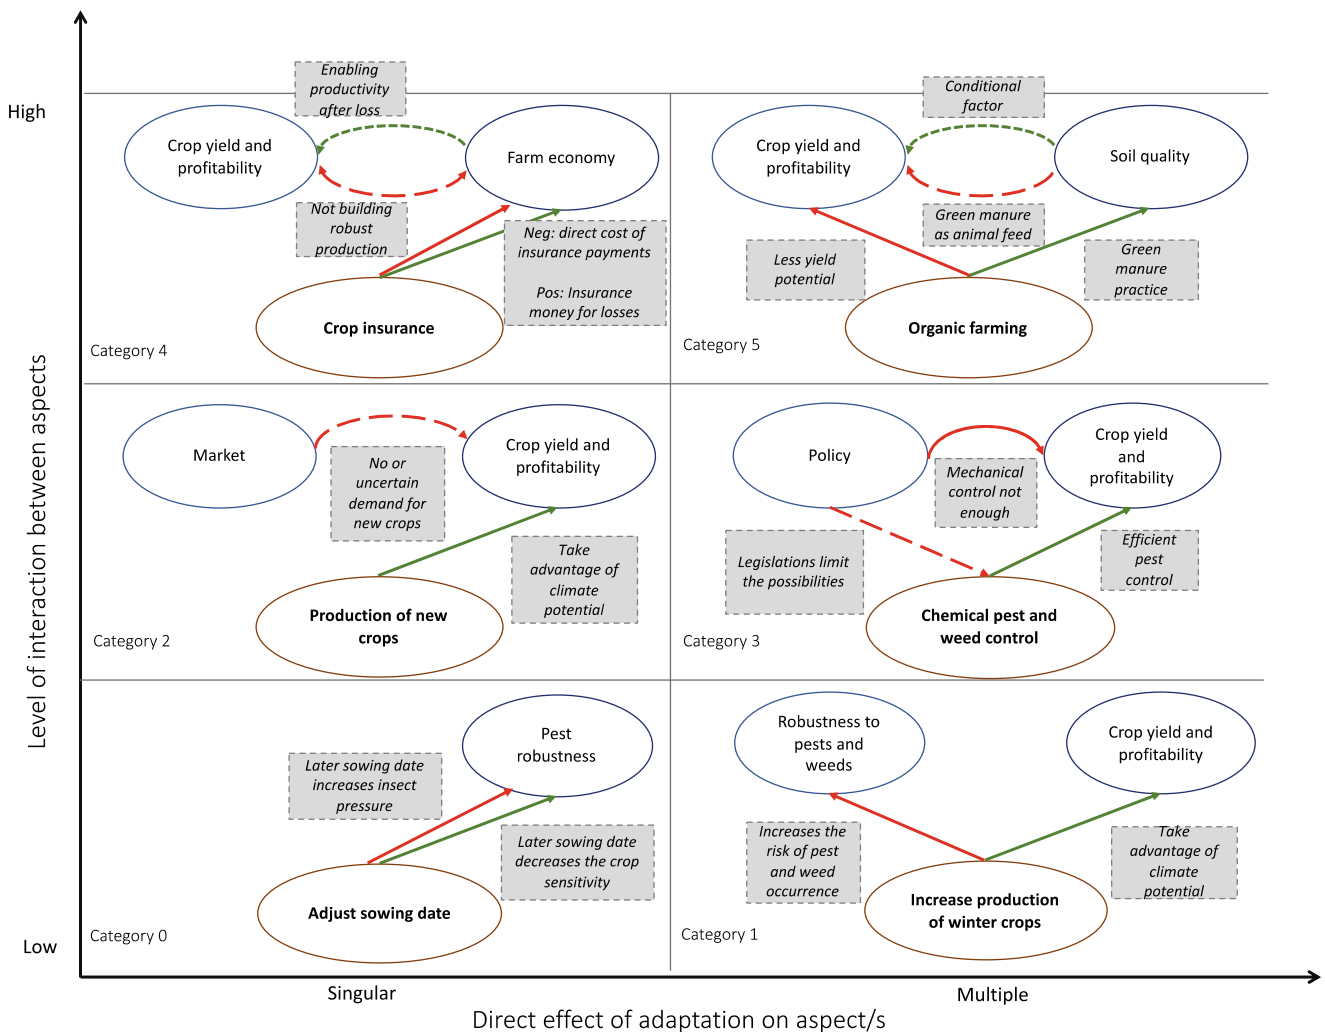 High
Enabling
productivity
after loss
Crop yield and
profitability
Farm economy
Not building
robust
production
Neg: direct cost of
insurance payments
Pos: Insurance
money for losses
Crop insurance
Category 4
Conditional
factor
Crop yield and
profitability
Soil quality
Green manure
as animal feed
Less yield
potential
Green
manure
practice
Organic farming
Category 5
Level of interaction between aspects
Market
Crop yield and
profitability
No or
uncertain
demand for
new crops
Take
advantage of
climate
potential
Production of new
crops
Category 2
Policy
Crop yield
and
profitability
Mechanical
control not
enough
Legislations limit
the possibilities
Efficient
pest
control
Chemical pest and
weed control
Category 3
Pest
robustness
Later sowing date
increases insect
pressure
Later sowing date
decreases the crop
sensitivity
Adjust sowing date
Category 0
Robustness to
pests and
weeds
Crop yield and
profitability
Increases the
risk of pest
and weed
occurrence
Take
advantage of
climate
potential
Increase production
of winter crops
Category 1
Low
Singular
Multiple
Direct effect of adaptation on aspect/s